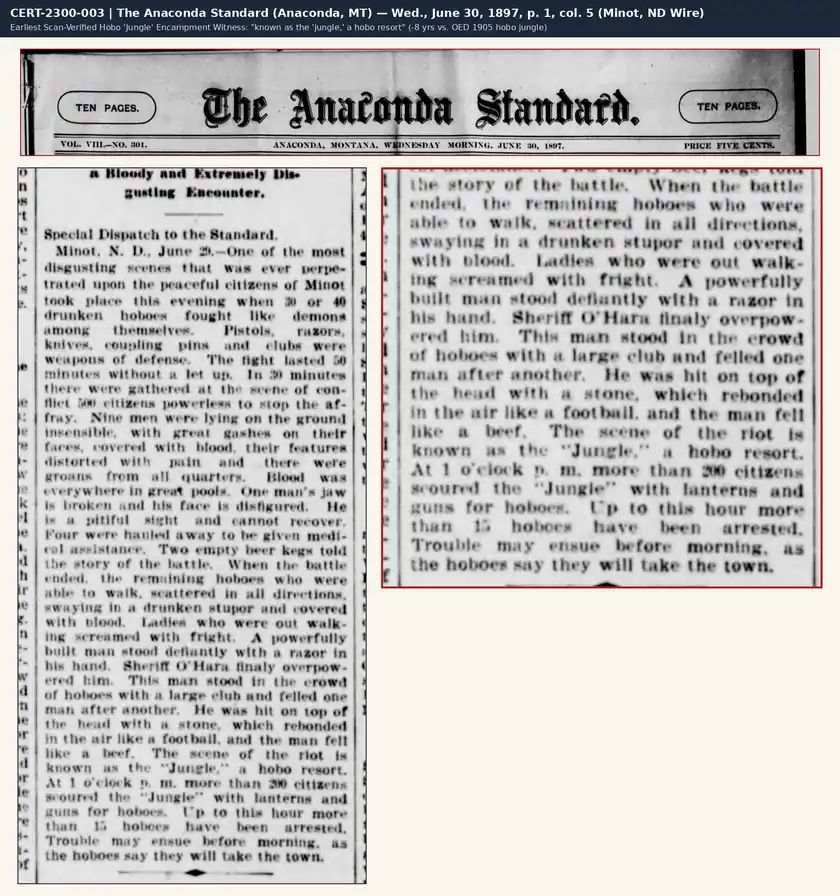 CERT-2300-003 | The Anaconda Standard (Anaconda, MT) — Wed., June 30, 1897, p. 1, col. 5 (Minot, ND Wire)
Earliest Scan-Verified Hobo 'Jungle' Encampment Witness: "known as the 'Jungle,' a hobo resort" (-8 yrs vs. OED 1905 hobo jungle)
TEN PAGES.
The Anaconda Standard.
TEN PAGES.
VOL. VIII.—NO. 301.
ANACONDA, MONTANA, WEDNESDAY MORNING, JUNE 30, 1897.
PRICE FIVE CENTS.
a Bloody and Extremely Dis-
gusting Encounter.
Special Dispatch to the Standard.
Minot, N. D., June 29.—One of the most
disgusting scenes that was ever perpe-
trated upon the peaceful citizens of Minot
took place this evening when 30 or 40
drunken hoboes fought like demons
among themselves. Pistols, razors,
knives, coupling pins and clubs were
weapons of defense. The fight lasted 50
minutes without a let up. In 30 minutes
there were gathered at the scene of con-
flict 500 citizens powerless to stop the af-
fray. Nine men were lying on the ground
insensible, with great gashes on their
faces, covered with blood, their features
distorted with pain and there were
groans from all quarters. Blood was
everywhere in great pools. One man's jaw
is broken and his face is disfigured. He
is a pitiful sight and cannot recover.
Four were hauled away to be given medi-
cal assistance. Two empty beer kegs told
the story of the battle. When the battle
ended, the remaining hoboes who were
able to walk, scattered in all directions,
swaying in a drunken stupor and covered
with blood. Ladies who were out walk-
ing screamed with fright. A powerfully
built man stood defiantly with a razor in
his hand. Sheriff O'Hara finaly overpow-
ered him. This man stood in the crowd
of hoboes with a large club and felled one
man after another. He was hit on top of
the head with a stone, which rebonded
in the air like a football, and the man fell
like a beef. The scene of the riot is
known as the "Jungle," a hobo resort.
At 1 o'clock p. m. more than 200 citizens
scoured the "Jungle" with lanterns and
guns for hoboes. Up to this hour more
than 15 hoboes have been arrested.
Trouble may ensue before morning, as
the hoboes say they will take the town.
the story of the battle. When the battle
ended, the remaining hoboes who were
able to walk, scattered in all directions,
swaying in a drunken stupor and covered
with blood. Ladies who were out walk-
ing screamed with fright. A powerfully
built man stood defiantly with a razor in
his hand. Sheriff O'Hara finaly overpow-
ered him. This man stood in the crowd
of hoboes with a large club and felled one
man after another. He was hit on top of
the head with a stone, which rebonded
in the air like a football, and the man fell
like a beef. The scene of the riot is
known as the "Jungle," a hobo resort.
At 1 o'clock p. m. more than 200 citizens
scoured the "Jungle" with lanterns and
guns for hoboes. Up to this hour more
than 15 hoboes have been arrested.
Trouble may ensue before morning, as
the hoboes say they will take the town.